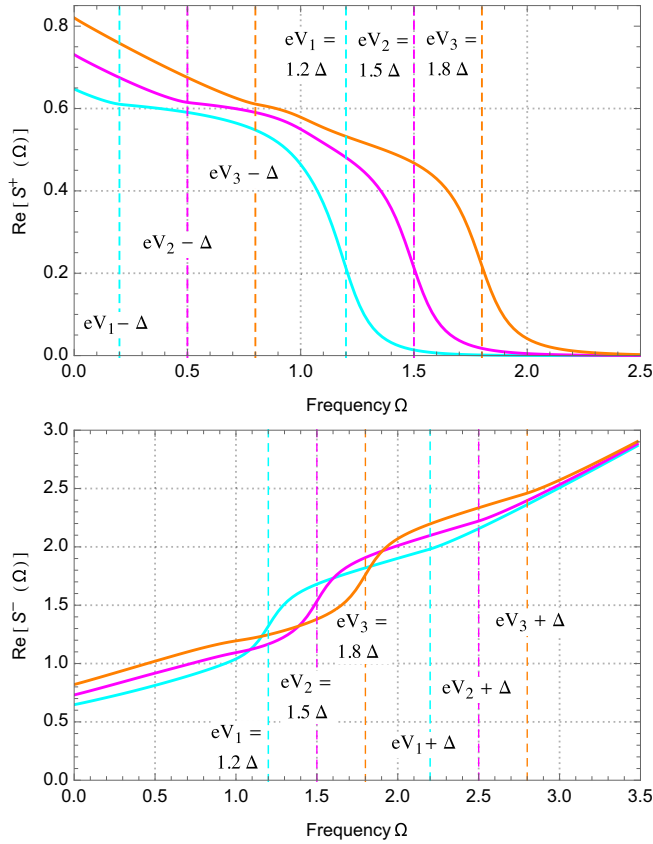 Re [ S⁺ (Ω)]
0.8
0.6
0.4
0.2
0.0
eV₁ =
1.2 Δ
eV₂ =
1.5 Δ
eV₃ =
1.8 Δ
eV₃ − Δ
eV₂ − Δ
eV₁− Δ
0.0 0.5 1.0 1.5 2.0 2.5
Frequency Ω
Re [ S⁻ (Ω)]
3.0
2.5
2.0
1.5
1.0
0.5
0.0
eV₃ =
1.8 Δ
eV₃ + Δ
eV₂ =
1.5 Δ
eV₂ + Δ
eV₁ =
1.2 Δ
eV₁+ Δ
0.0 0.5 1.0 1.5 2.0 2.5 3.0 3.5
Frequency Ω